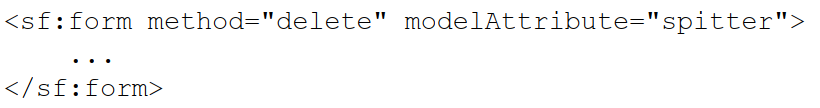 <sf:form method="delete" modelAttribute="spitter">
    ...
</sf:form>